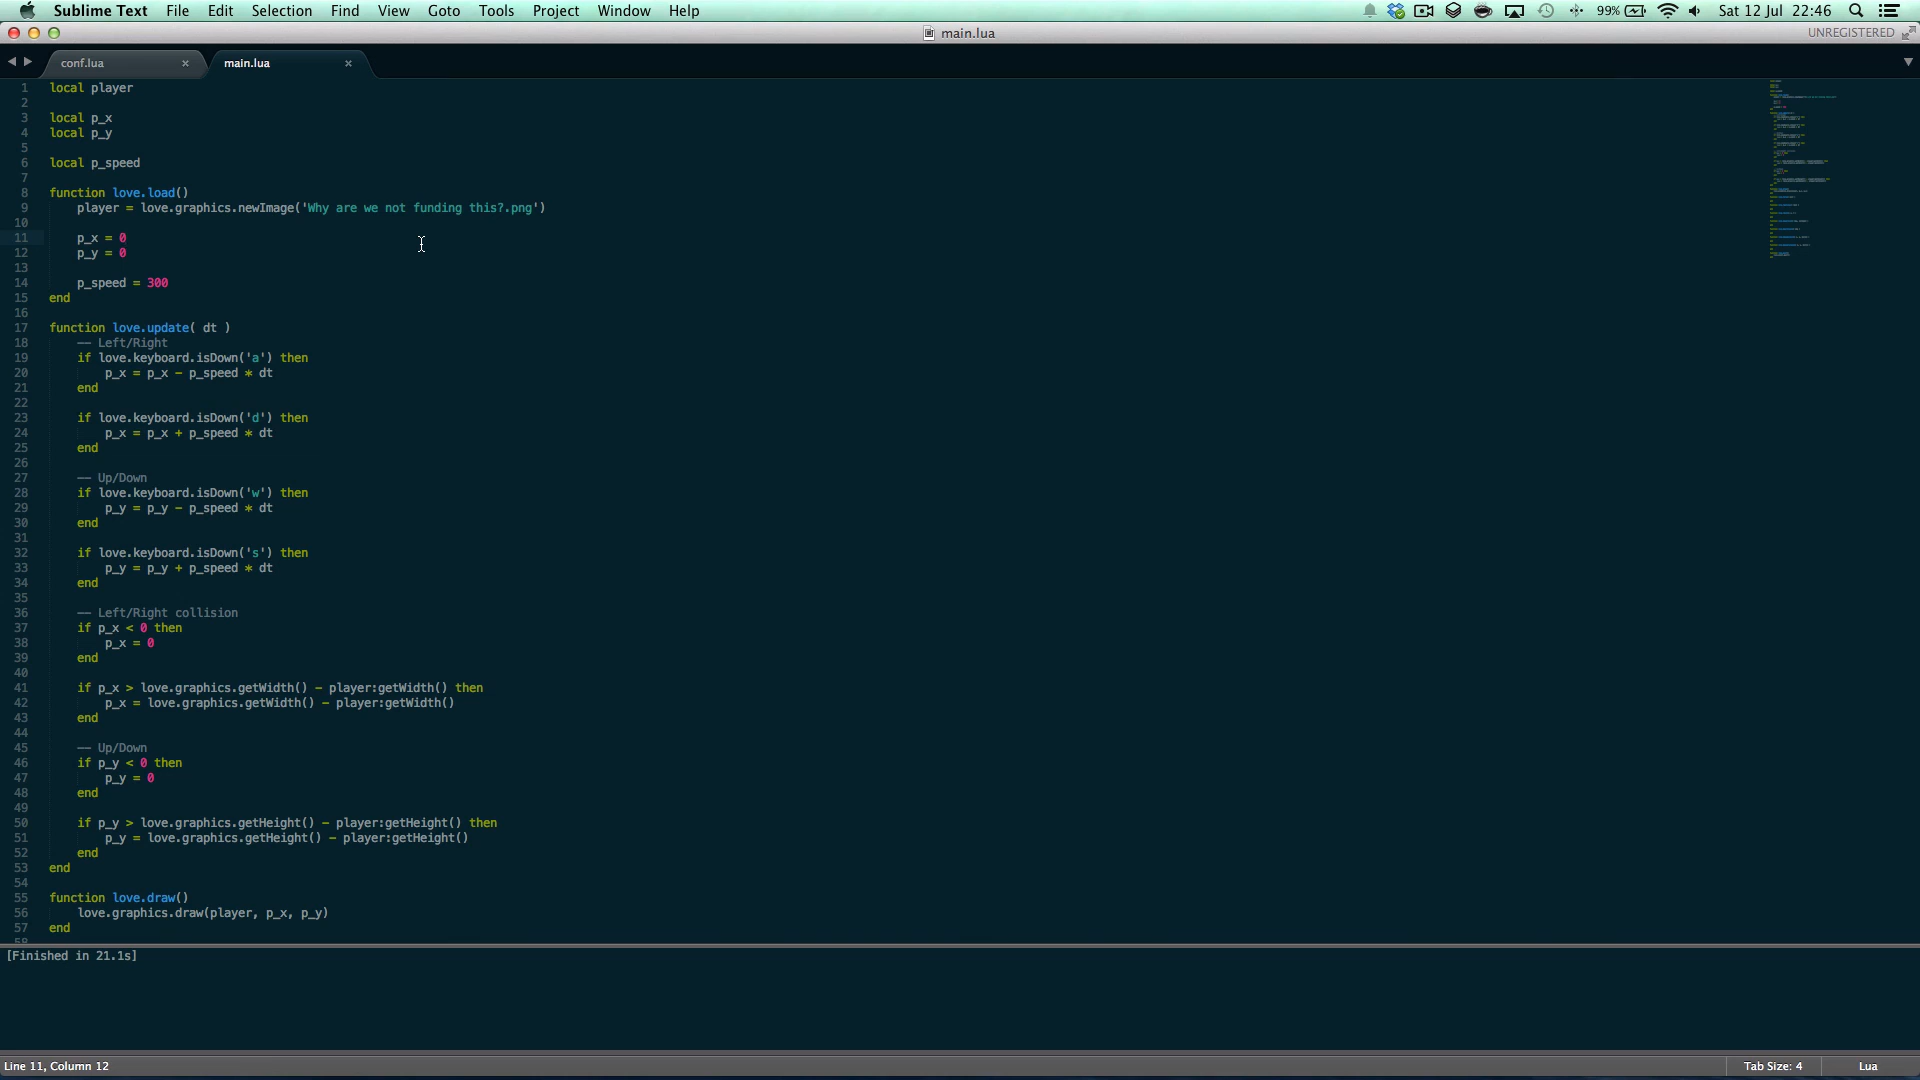 Sublime Text File Edit Selection Find View Goto Tools Project Window Help 99% Sat 12 Jul 22:46
main.lua UNREGISTERED
conf.lua × main.lua ×
1 local player
2
3 local p_x
4 local p_y
5
6 local p_speed
7
8 function love.load()
9 player = love.graphics.newImage('Why are we not funding this?.png')
10
11 p_x = 0
12 p_y = 0
13
14 p_speed = 300
15 end
16
17 function love.update( dt )
18 -- Left/Right
19 if love.keyboard.isDown('a') then
20 p_x = p_x - p_speed * dt
21 end
22
23 if love.keyboard.isDown('d') then
24 p_x = p_x + p_speed * dt
25 end
26
27 -- Up/Down
28 if love.keyboard.isDown('w') then
29 p_y = p_y - p_speed * dt
30 end
31
32 if love.keyboard.isDown('s') then
33 p_y = p_y + p_speed * dt
34 end
35
36 -- Left/Right collision
37 if p_x < 0 then
38 p_x = 0
39 end
40
41 if p_x > love.graphics.getWidth() - player:getWidth() then
42 p_x = love.graphics.getWidth() - player:getWidth()
43 end
44
45 -- Up/Down
46 if p_y < 0 then
47 p_y = 0
48 end
49
50 if p_y > love.graphics.getHeight() - player:getHeight() then
51 p_y = love.graphics.getHeight() - player:getHeight()
52 end
53 end
54
55 function love.draw()
56 love.graphics.draw(player, p_x, p_y)
57 end
58
[Finished in 21.1s]
Line 11, Column 12 Tab Size: 4 Lua